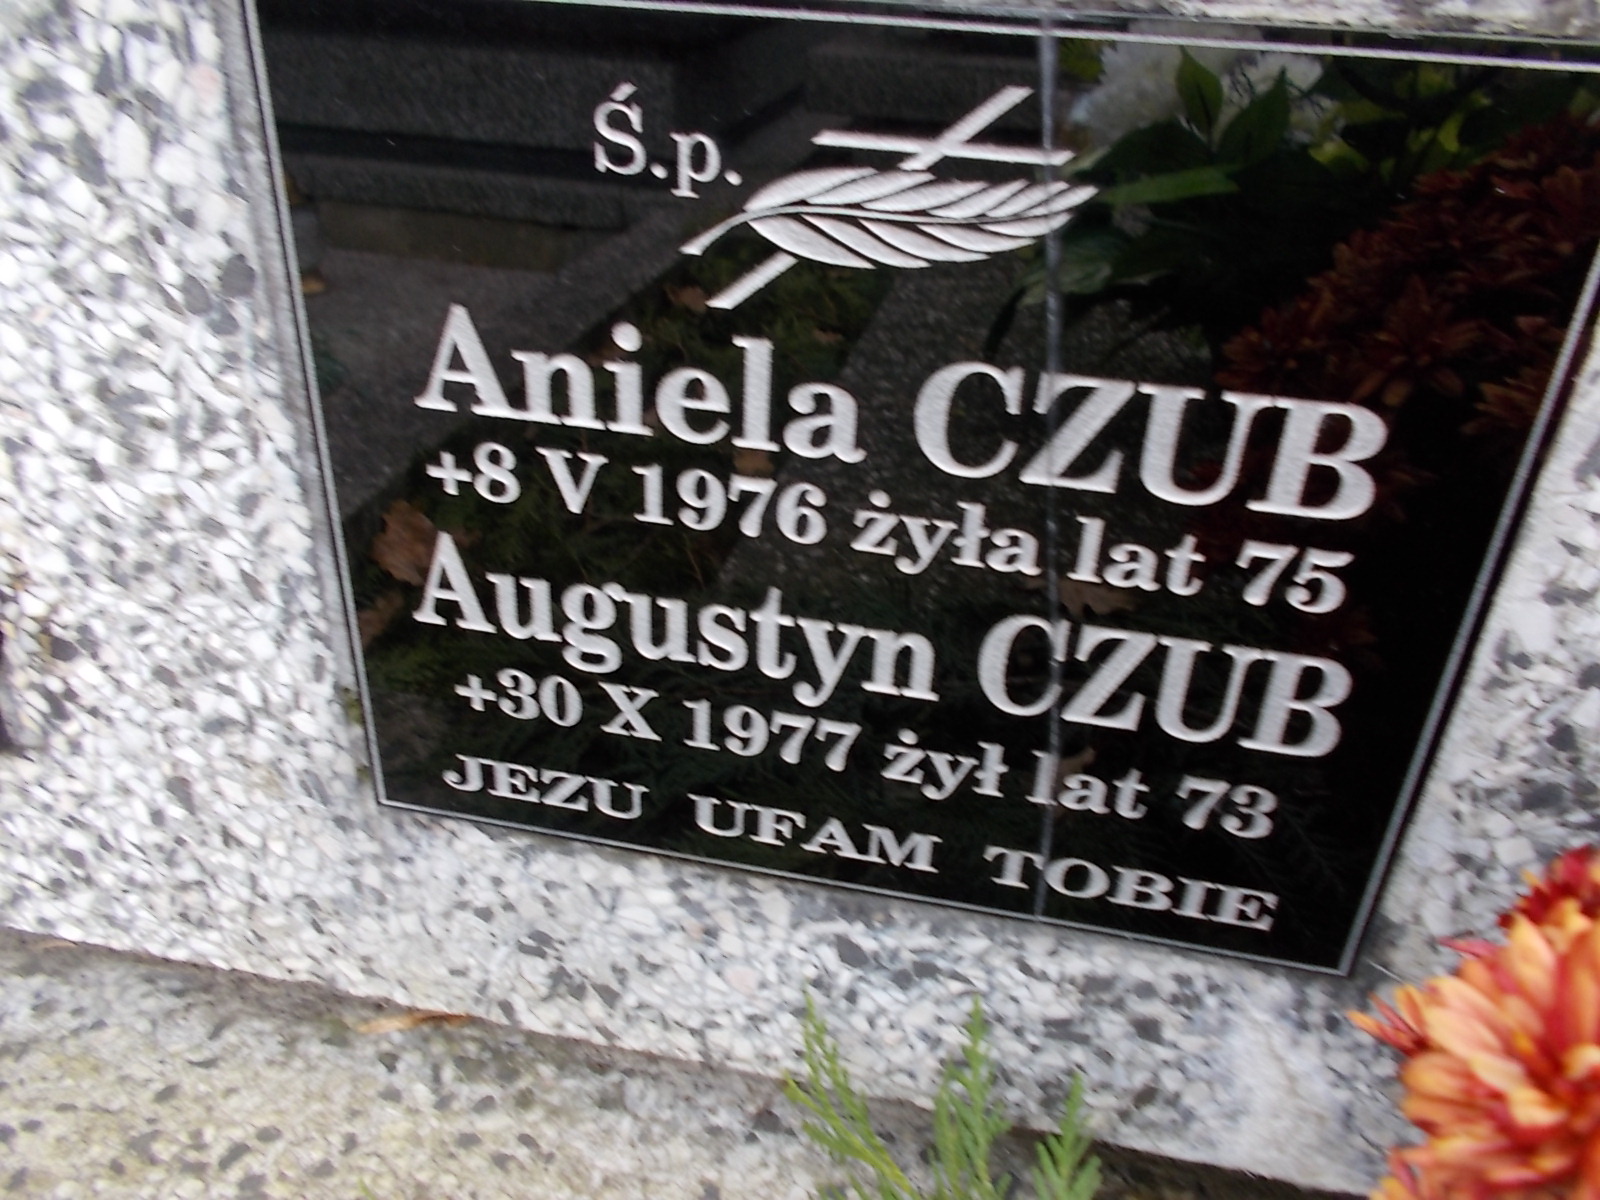 Ś.p.
Aniela CZUB
+8 V 1976 żyła lat 75
Augustyn CZUB
+30 X 1977 żył lat 73
JEZU UFAM TOBIE